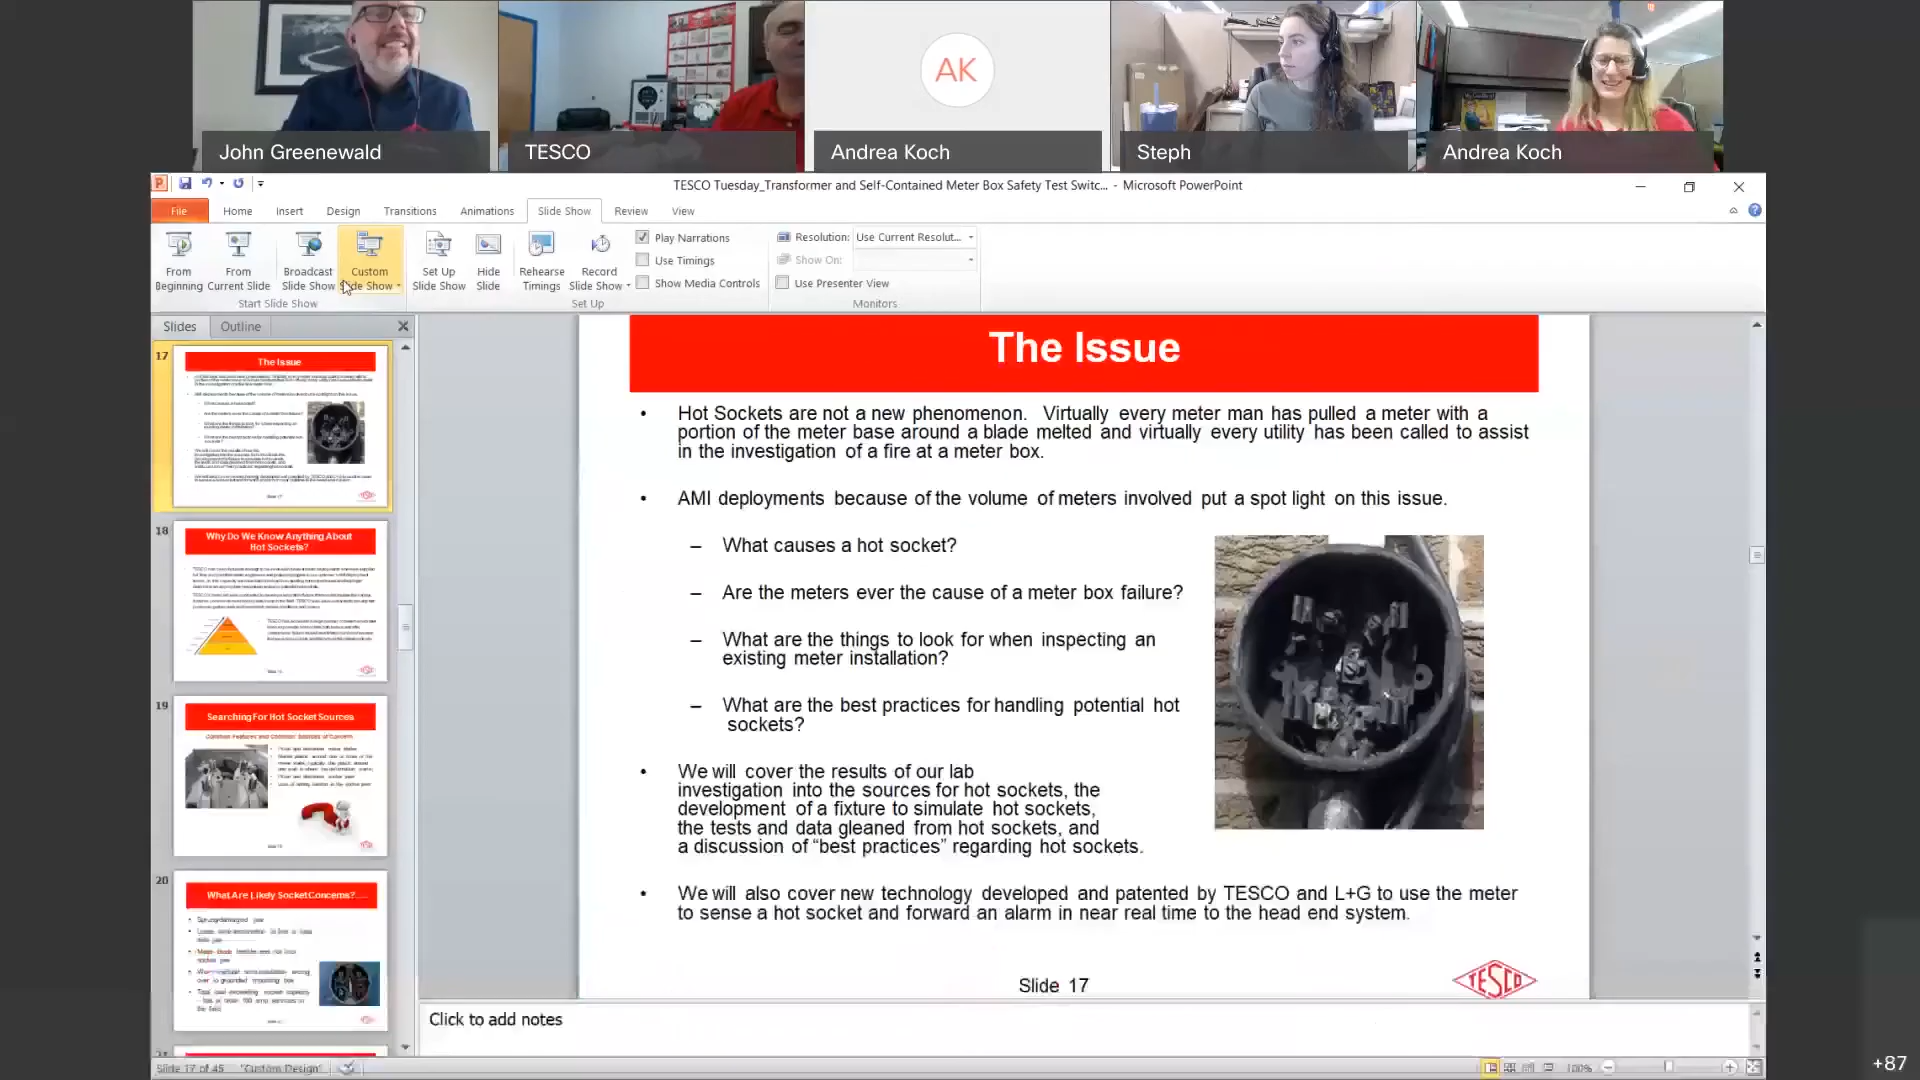 AK
John Greenewald
TESCO
Andrea Koch
Steph
Andrea Koch
TESCO Tuesday_Transformer and Self-Contained Meter Box Safety Test Switc... - Microsoft PowerPoint
File Home Insert Design Transitions Animations Slide Show Review View
From Beginning
From Current Slide
Broadcast Slide Show
Custom Slide Show
Set Up Slide Show
Hide Slide
Rehearse Timings
Record Slide Show
Play Narrations
Use Timings
Show Media Controls
Resolution: Use Current Resolut...
Show On:
Use Presenter View
Start Slide Show
Set Up
Monitors
Slides Outline
17
The Issue
18
Why Do We Know Anything About
Hot Sockets?
19
Searching For Hot Socket Sources
Common Features and Common Sources of Concern
20
What Are Likely Socket Concerns?
The Issue
• Hot Sockets are not a new phenomenon. Virtually every meter man has pulled a meter with a
portion of the meter base around a blade melted and virtually every utility has been called to assist
in the investigation of a fire at a meter box.
• AMI deployments because of the volume of meters involved put a spot light on this issue.
– What causes a hot socket?
– Are the meters ever the cause of a meter box failure?
– What are the things to look for when inspecting an
existing meter installation?
– What are the best practices for handling potential hot
sockets?
• We will cover the results of our lab
investigation into the sources for hot sockets, the
development of a fixture to simulate hot sockets,
the tests and data gleaned from hot sockets, and
a discussion of “best practices” regarding hot sockets.
• We will also cover new technology developed and patented by TESCO and L+G to use the meter
to sense a hot socket and forward an alarm in near real time to the head end system.
Slide 17
TESCO
Click to add notes
Slide 17 of 45 "Custom Design"
100%
+87